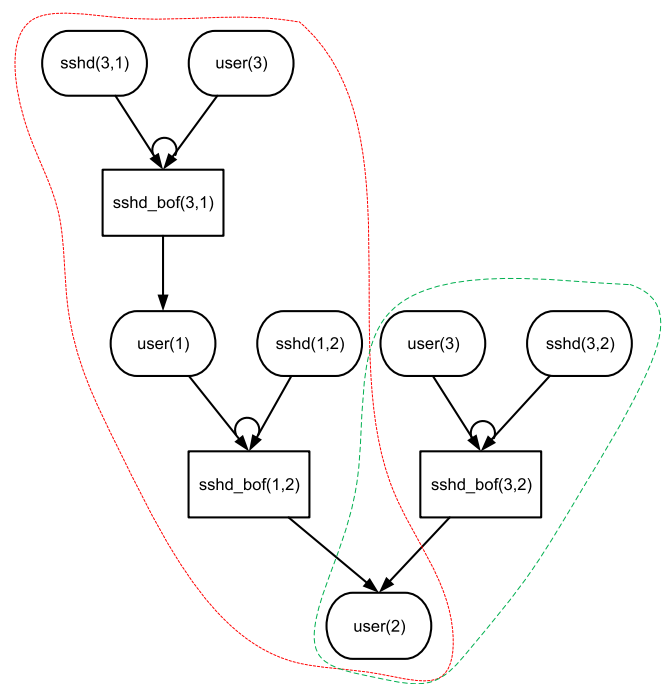 sshd(3,1)
user(3)
sshd_bof(3,1)
user(1)
sshd(1,2)
user(3)
sshd(3,2)
sshd_bof(1,2)
sshd_bof(3,2)
user(2)